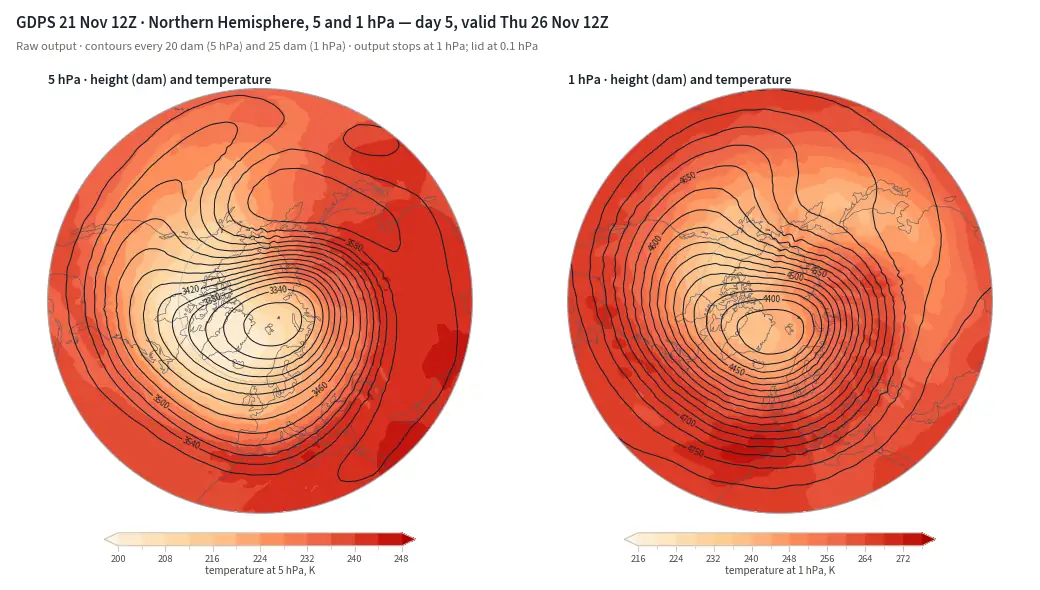 GDPS 21 Nov 12Z · Northern Hemisphere, 5 and 1 hPa — day 5, valid Thu 26 Nov 12Z
Raw output · contours every 20 dam (5 hPa) and 25 dam (1 hPa) · output stops at 1 hPa; lid at 0.1 hPa
5 hPa · height (dam) and temperature
3580
3420
3340
3460
3500
3540
200 208 216 224 232 240 248
temperature at 5 hPa, K
1 hPa · height (dam) and temperature
4650
4600
4500
4400
4450
4700
4750
216 224 232 240 248 256 264 272
temperature at 1 hPa, K